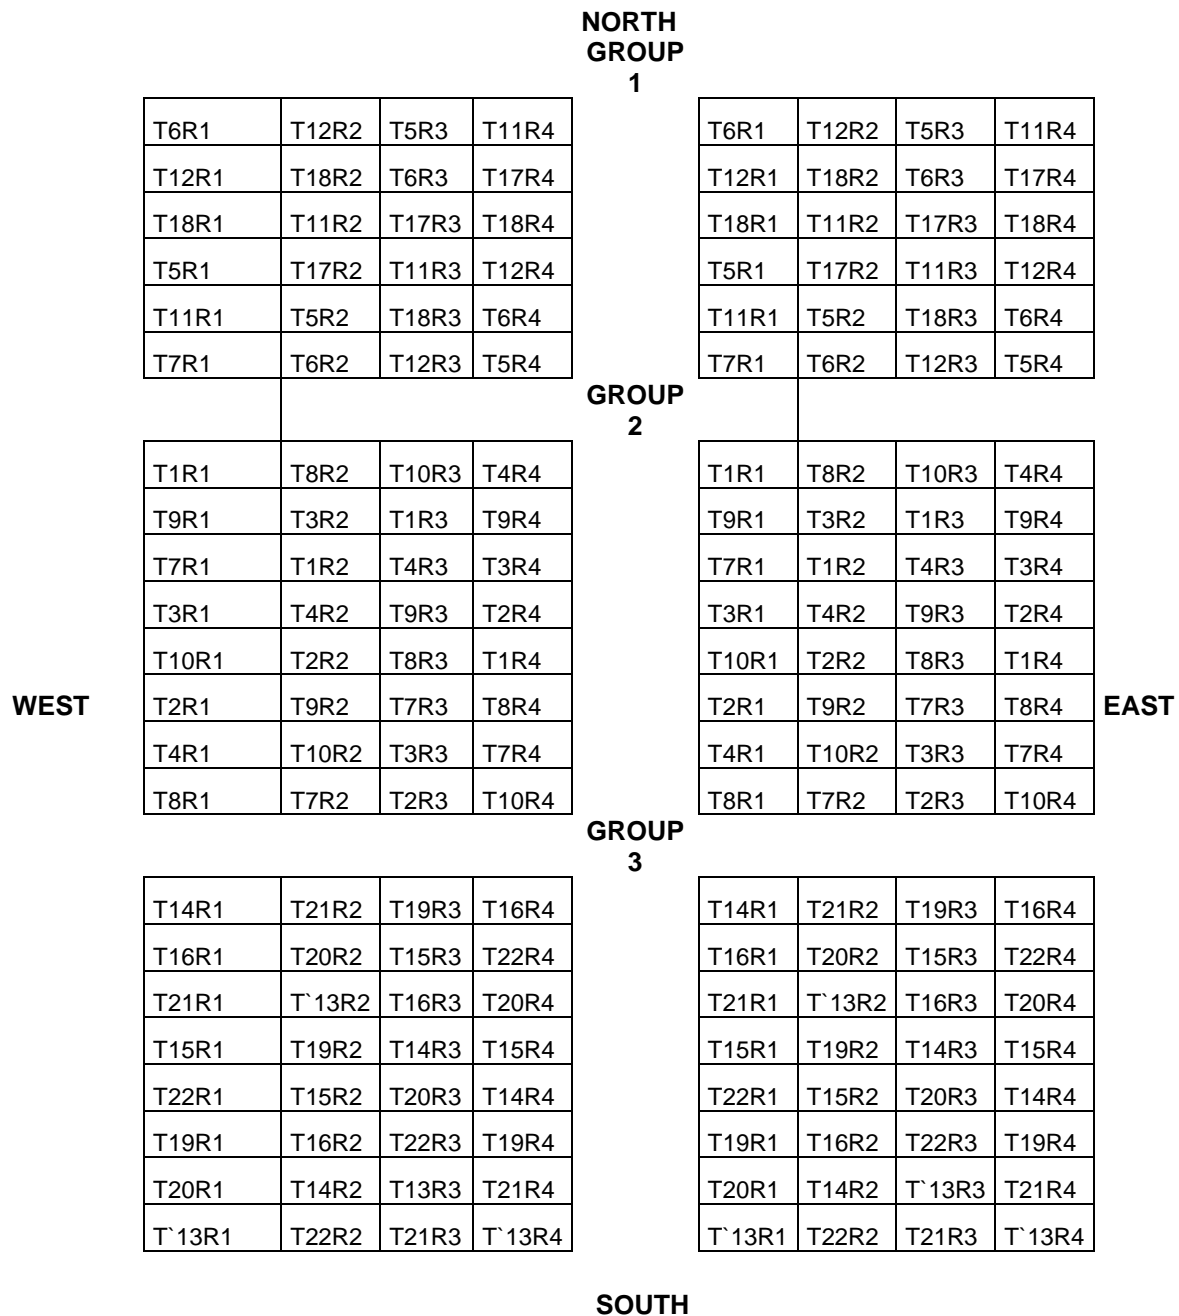 NORTH
GROUP
1
T6R1 T12R2 T5R3 T11R4 T6R1 T12R2 T5R3 T11R4
T12R1 T18R2 T6R3 T17R4 T12R1 T18R2 T6R3 T17R4
T18R1 T11R2 T17R3 T18R4 T18R1 T11R2 T17R3 T18R4
T5R1 T17R2 T11R3 T12R4 T5R1 T17R2 T11R3 T12R4
T11R1 T5R2 T18R3 T6R4 T11R1 T5R2 T18R3 T6R4
T7R1 T6R2 T12R3 T5R4 T7R1 T6R2 T12R3 T5R4
GROUP
2
T1R1 T8R2 T10R3 T4R4 T1R1 T8R2 T10R3 T4R4
T9R1 T3R2 T1R3 T9R4 T9R1 T3R2 T1R3 T9R4
T7R1 T1R2 T4R3 T3R4 T7R1 T1R2 T4R3 T3R4
T3R1 T4R2 T9R3 T2R4 T3R1 T4R2 T9R3 T2R4
T10R1 T2R2 T8R3 T1R4 T10R1 T2R2 T8R3 T1R4
WEST T2R1 T9R2 T7R3 T8R4 T2R1 T9R2 T7R3 T8R4 EAST
T4R1 T10R2 T3R3 T7R4 T4R1 T10R2 T3R3 T7R4
T8R1 T7R2 T2R3 T10R4 T8R1 T7R2 T2R3 T10R4
GROUP
3
T14R1 T21R2 T19R3 T16R4 T14R1 T21R2 T19R3 T16R4
T16R1 T20R2 T15R3 T22R4 T16R1 T20R2 T15R3 T22R4
T21R1 T`13R2 T16R3 T20R4 T21R1 T`13R2 T16R3 T20R4
T15R1 T19R2 T14R3 T15R4 T15R1 T19R2 T14R3 T15R4
T22R1 T15R2 T20R3 T14R4 T22R1 T15R2 T20R3 T14R4
T19R1 T16R2 T22R3 T19R4 T19R1 T16R2 T22R3 T19R4
T20R1 T14R2 T13R3 T21R4 T20R1 T14R2 T`13R3 T21R4
T`13R1 T22R2 T21R3 T`13R4 T`13R1 T22R2 T21R3 T`13R4
SOUTH